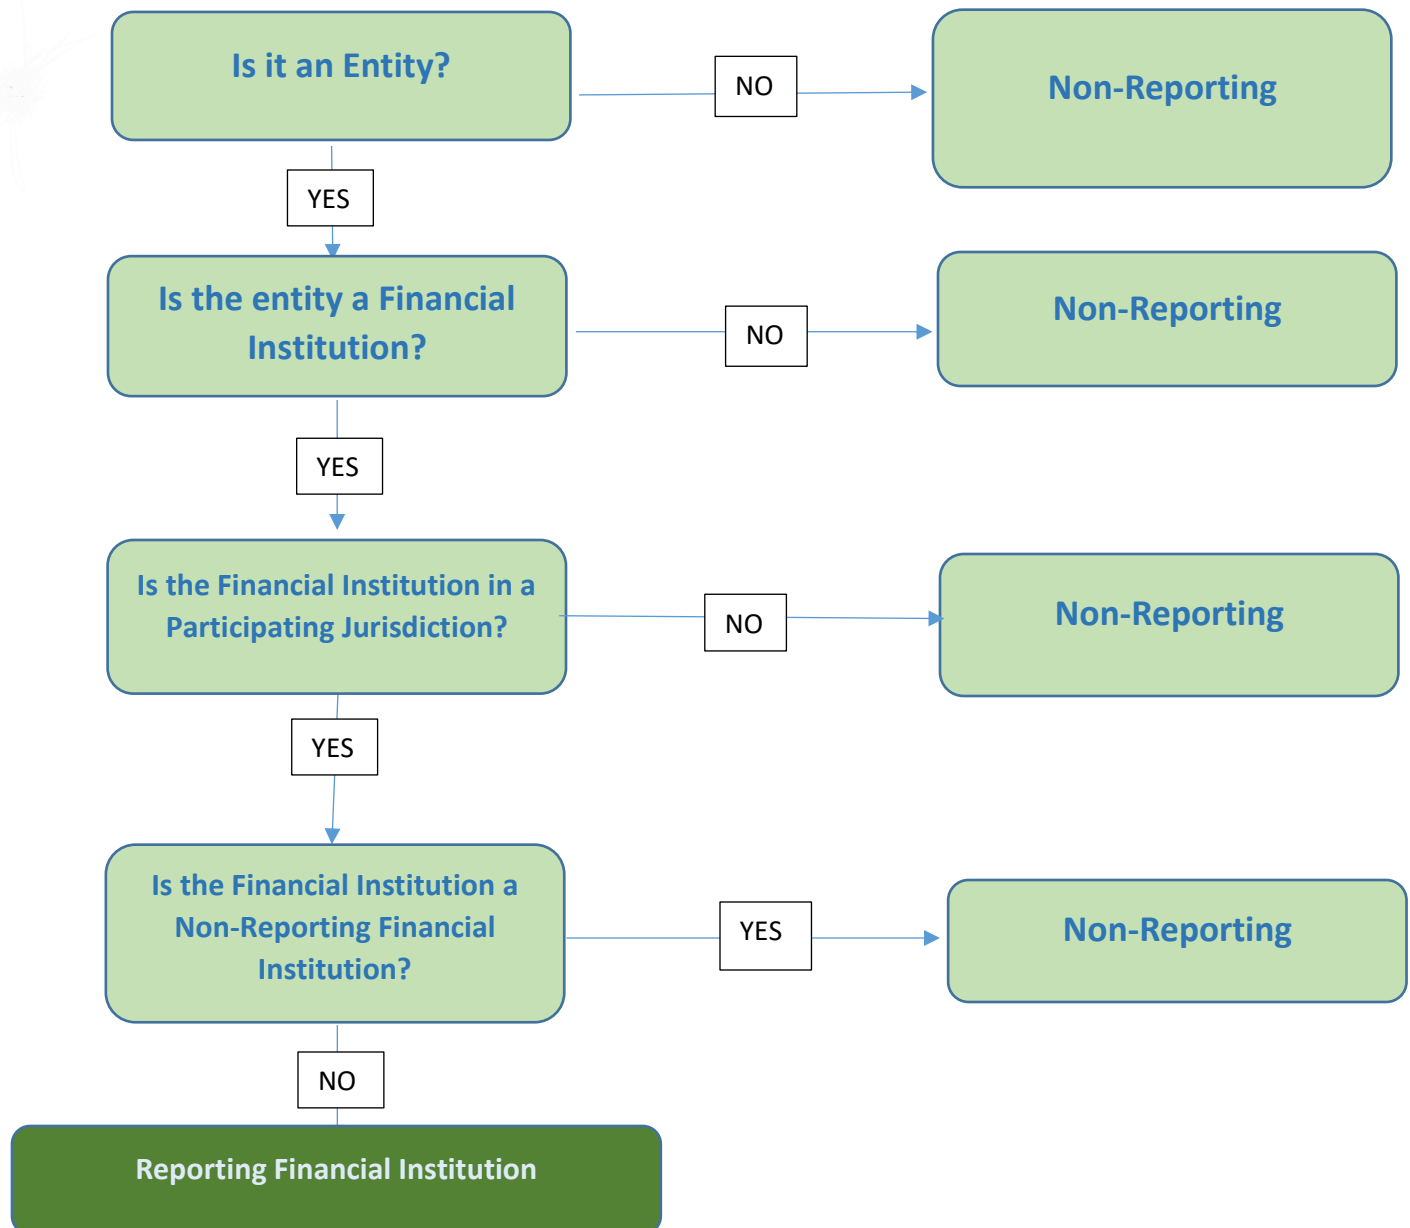 Is it an Entity?
NO
Non-Reporting
YES
Is the entity a Financial
Institution?
NO
Non-Reporting
YES
Is the Financial Institution in a
Participating Jurisdiction?
NO
Non-Reporting
YES
Is the Financial Institution a
Non-Reporting Financial
Institution?
YES
Non-Reporting
NO
Reporting Financial Institution